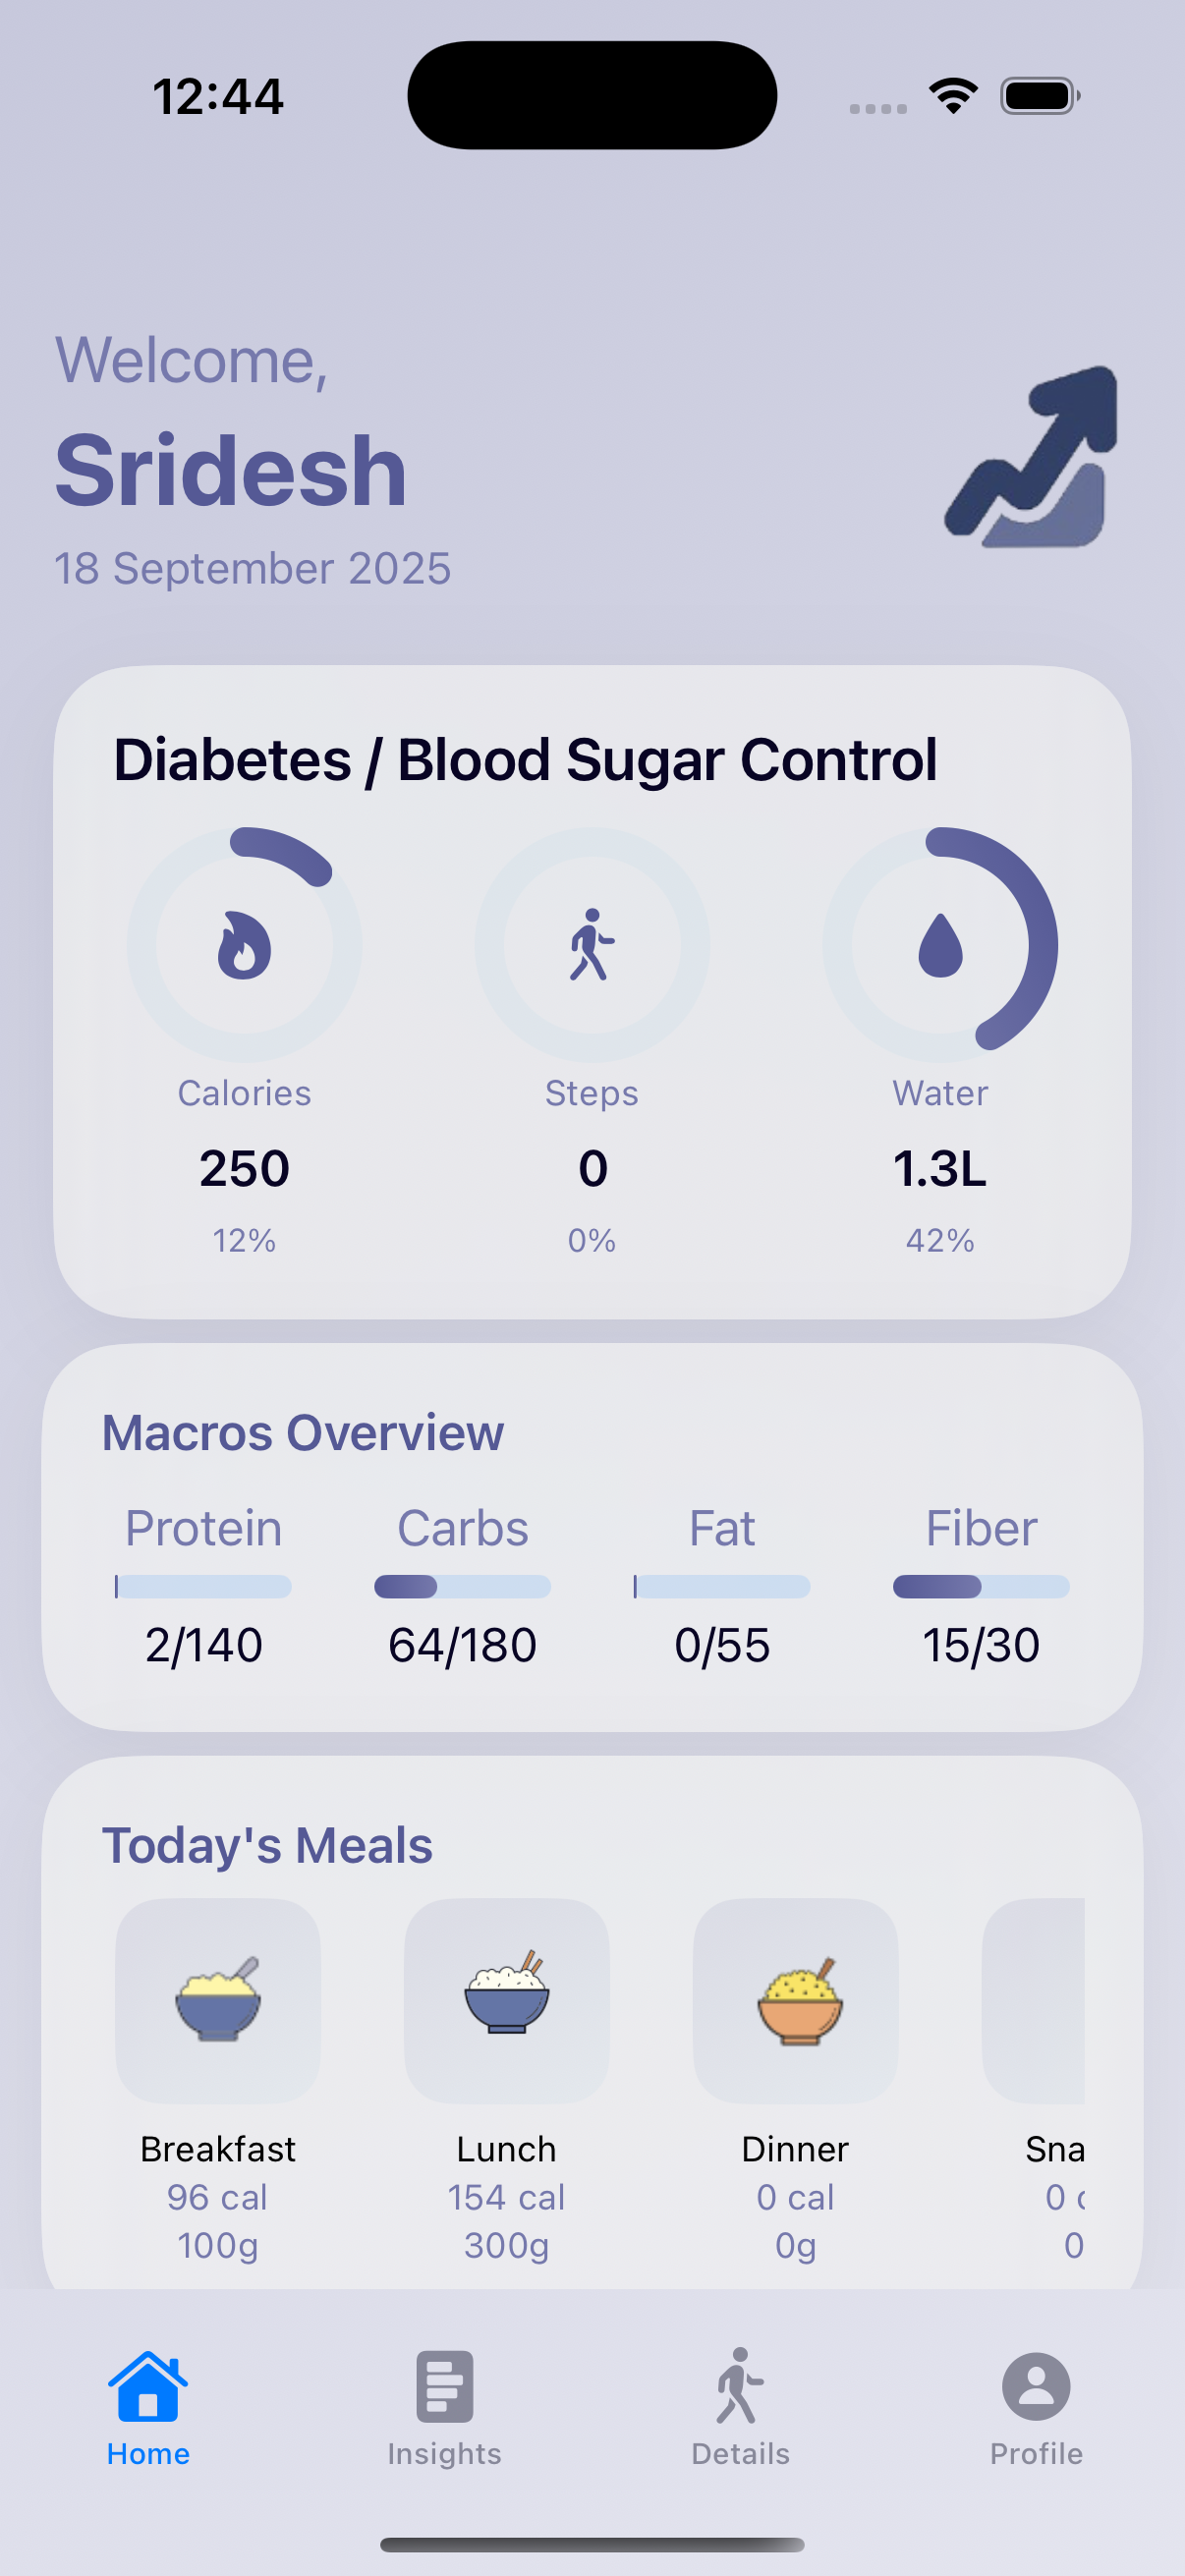 12:44
Welcome,
Sridesh
18 September 2025
Diabetes / Blood Sugar Control
Calories Steps Water
250 0 1.3L
12% 0% 42%
Macros Overview
Protein Carbs Fat Fiber
2/140 64/180 0/55 15/30
Today's Meals
Breakfast Lunch Dinner Sna
96 cal 154 cal 0 cal 0 c
100g 300g 0g 0
Home Insights Details Profile